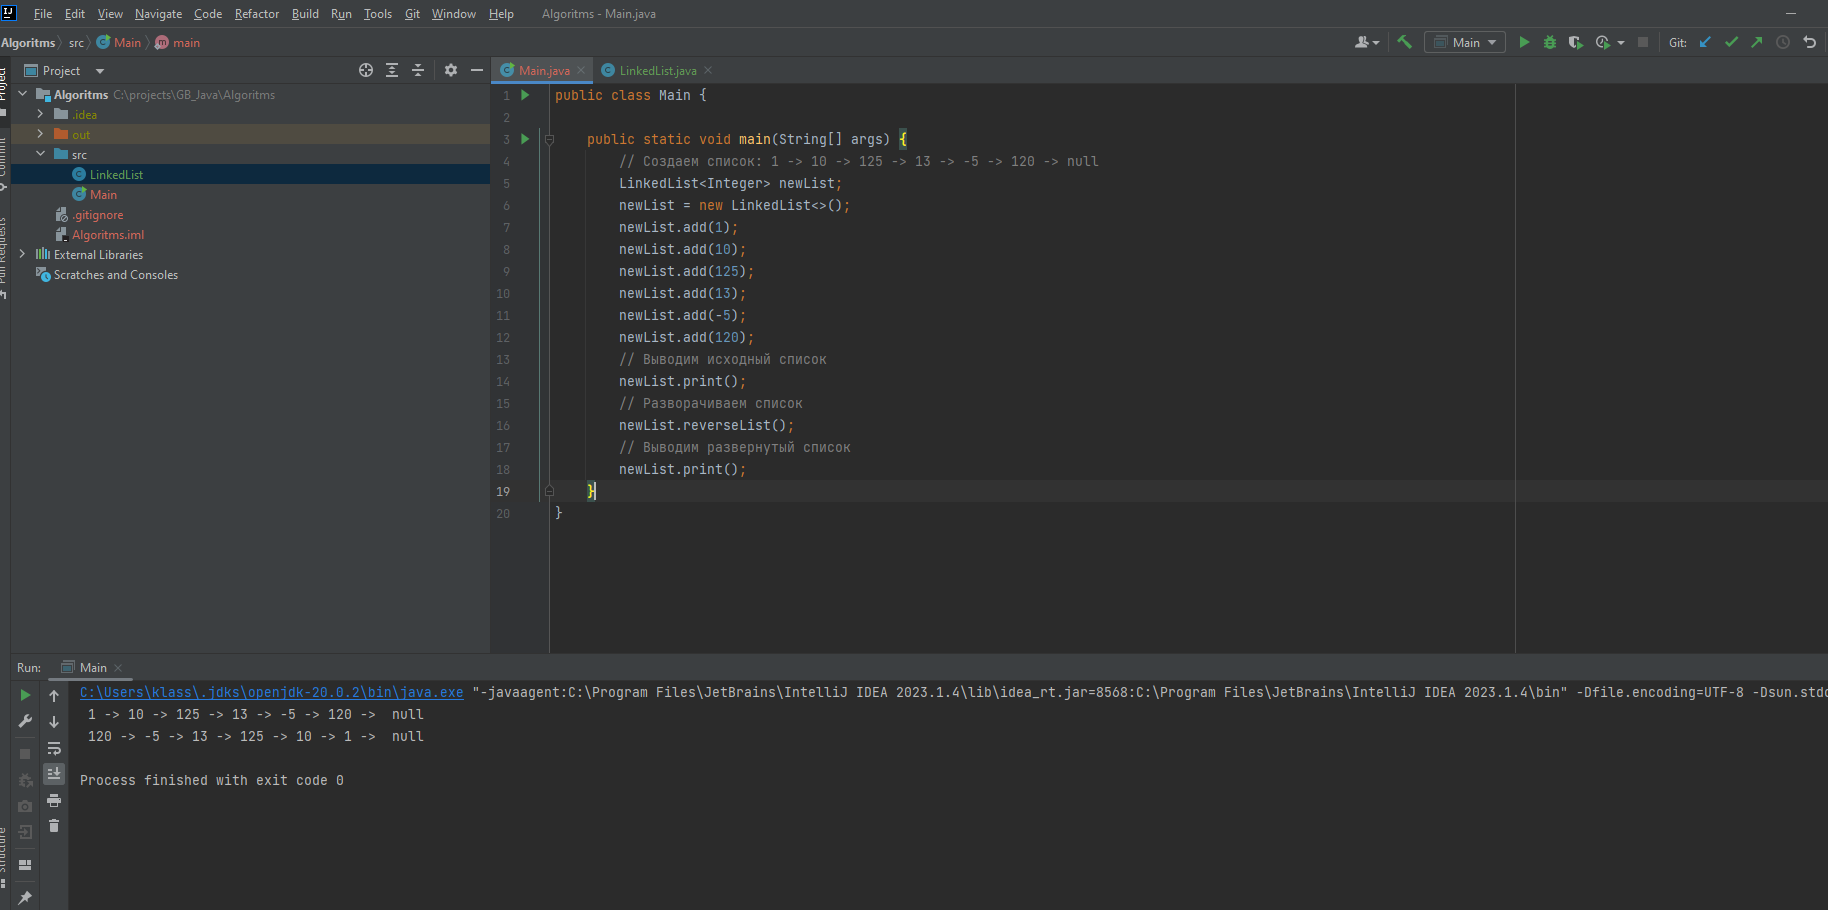 File Edit View Navigate Code Refactor Build Run Tools Git Window Help Algoritms - Main.java
Algoritms src Main main
Main Git:
Project
Project
Commit
Pull Requests
Structure
Algoritms C:\projects\GB_Java\Algoritms
.idea
out
src
LinkedList
Main
.gitignore
Algoritms.iml
External Libraries
Scratches and Consoles
Main.java LinkedList.java
1 public class Main {
2
3 public static void main(String[] args) {
4 // Создаем список: 1 -> 10 -> 125 -> 13 -> -5 -> 120 -> null
5 LinkedList<Integer> newList;
6 newList = new LinkedList<>();
7 newList.add(1);
8 newList.add(10);
9 newList.add(125);
10 newList.add(13);
11 newList.add(-5);
12 newList.add(120);
13 // Выводим исходный список
14 newList.print();
15 // Разворачиваем список
16 newList.reverseList();
17 // Выводим развернутый список
18 newList.print();
19 }
20 }
Run: Main
C:\Users\klass\.jdks\openjdk-20.0.2\bin\java.exe "-javaagent:C:\Program Files\JetBrains\IntelliJ IDEA 2023.1.4\lib\idea_rt.jar=8568:C:\Program Files\JetBrains\IntelliJ IDEA 2023.1.4\bin" -Dfile.encoding=UTF-8 -Dsun.stdo
1 -> 10 -> 125 -> 13 -> -5 -> 120 -> null
120 -> -5 -> 13 -> 125 -> 10 -> 1 -> null
Process finished with exit code 0